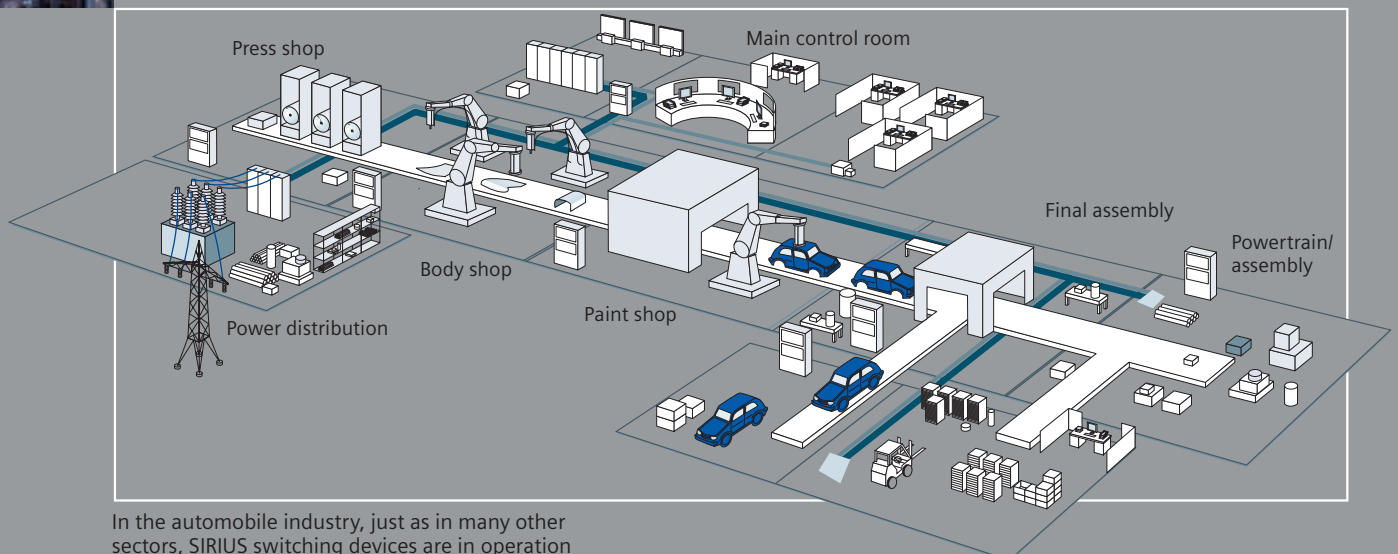 Press shop
Main control room
Final assembly
Powertrain/
assembly
Body shop
Paint shop
Power distribution
In the automobile industry, just as in many other
sectors, SIRIUS switching devices are in operation